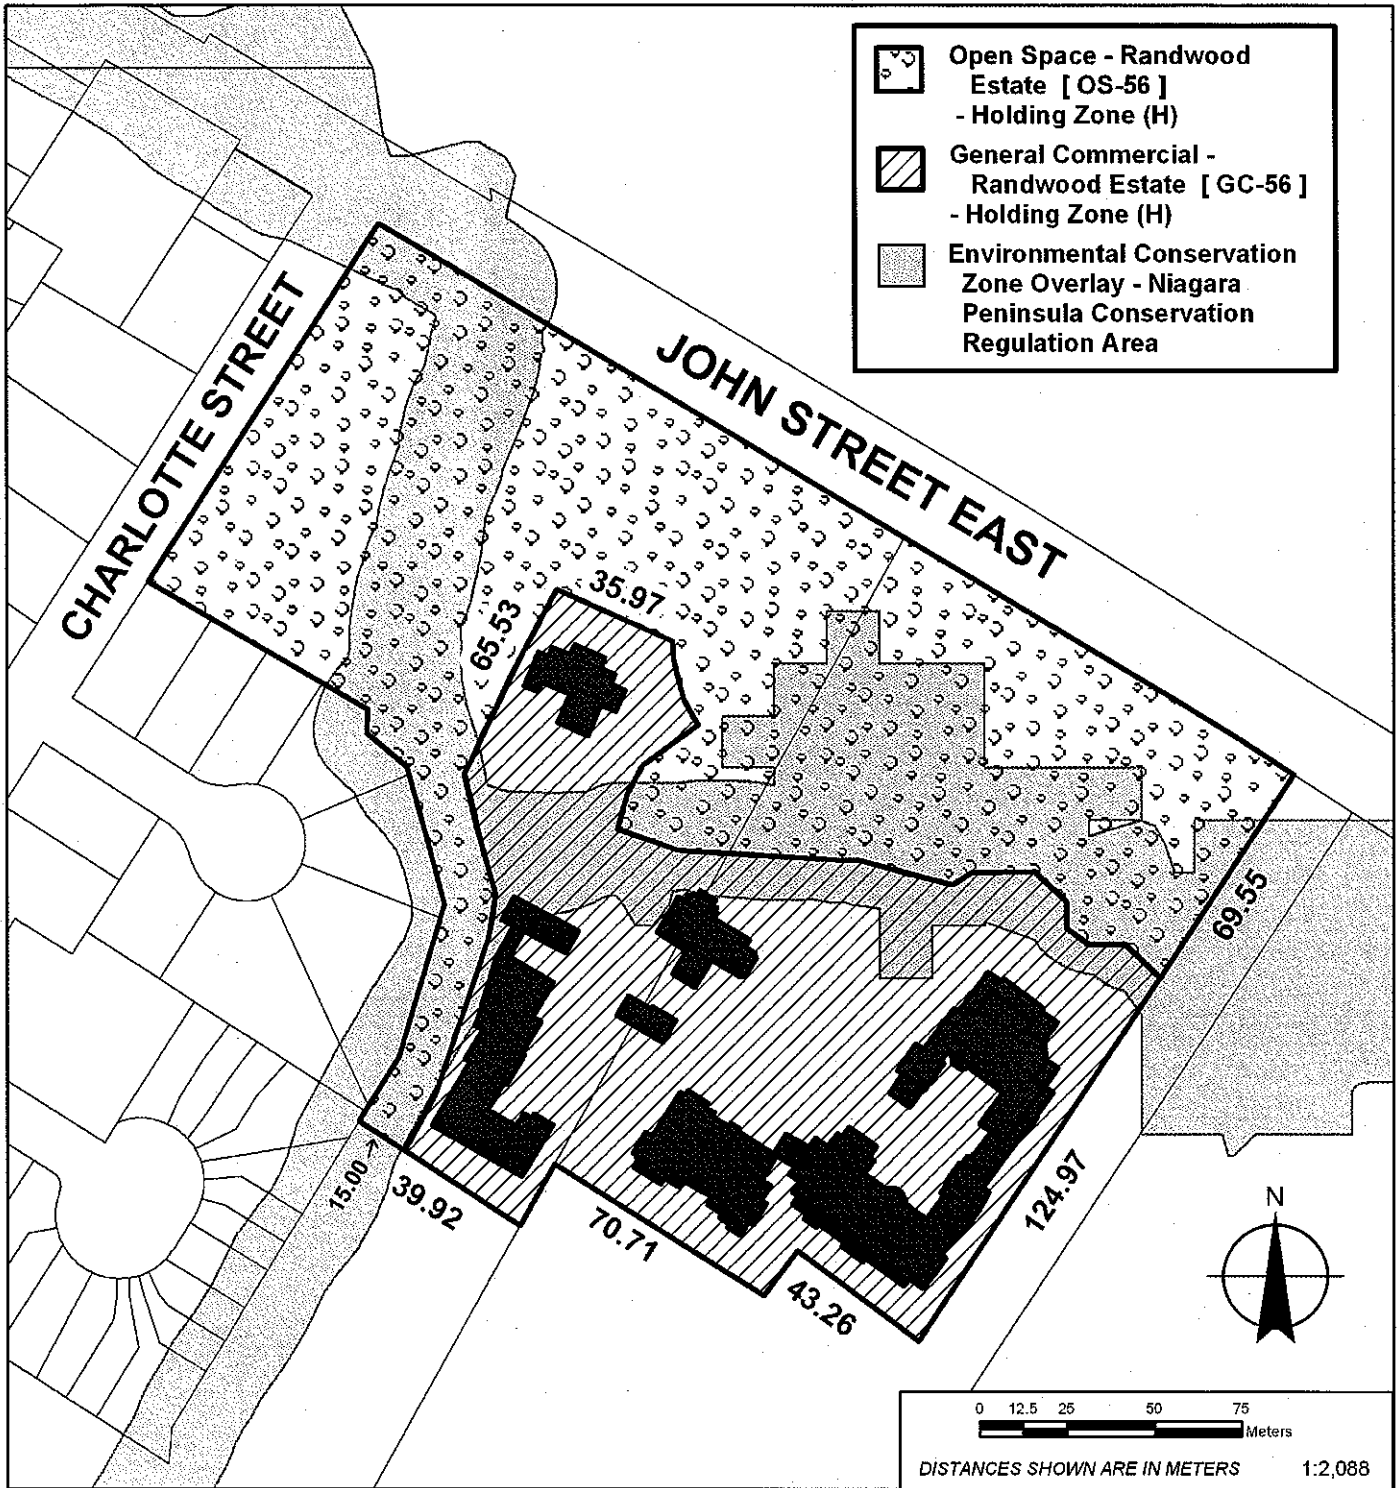 Open Space - Randwood
Estate [ OS-56 ]
- Holding Zone (H)
General Commercial -
Randwood Estate [ GC-56 ]
- Holding Zone (H)
Environmental Conservation
Zone Overlay - Niagara
Peninsula Conservation
Regulation Area
JOHN STREET EAST
CHARLOTTE STREET
35.97
65.53
69.55
124.97
15.00
39.92
70.71
43.26
N
0 12.5 25 50 75
Meters
DISTANCES SHOWN ARE IN METERS 1:2,088